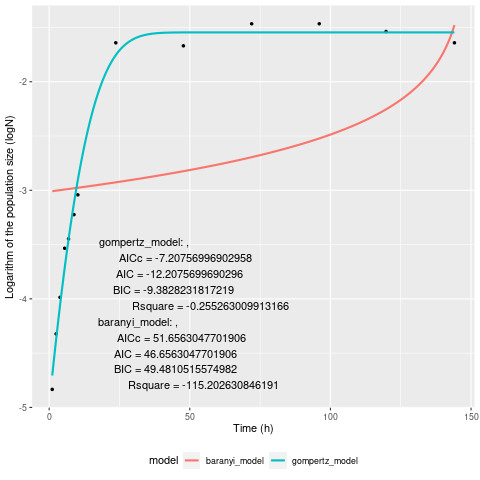 Logarithm of the population size (logN)
-2
-3
-4
-5
gompertz_model: ,
AICc = -7.20756996902958
AIC = -12.207569690296
BIC = -9.3828231817219
Rsquare = -0.255263009913166
baranyi_model: ,
AICc = 51.6563047701906
AIC = 46.6563047701906
BIC = 49.4810515574982
Rsquare = -115.202630846191
0 50 100 150
Time (h)
model baranyi_model gompertz_model